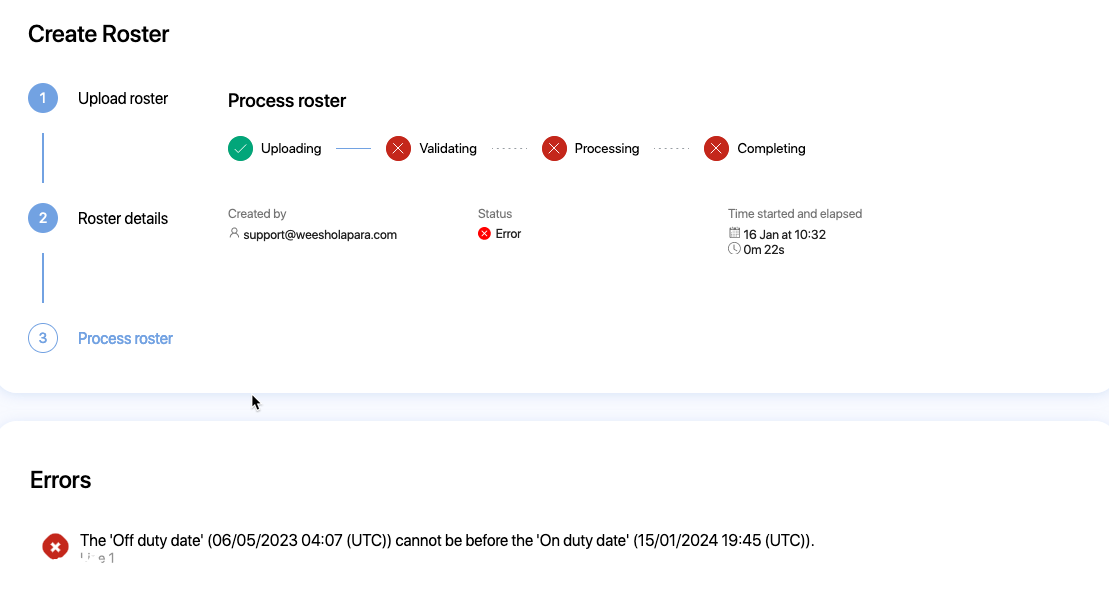 Create Roster
1 Upload roster
Process roster
Uploading Validating Processing Completing
2 Roster details
Created by Status Time started and elapsed
support@weesholapara.com Error 16 Jan at 10:32
0m 22s
3 Process roster
Errors
The 'Off duty date' (06/05/2023 04:07 (UTC)) cannot be before the 'On duty date' (15/01/2024 19:45 (UTC)).
Line 1